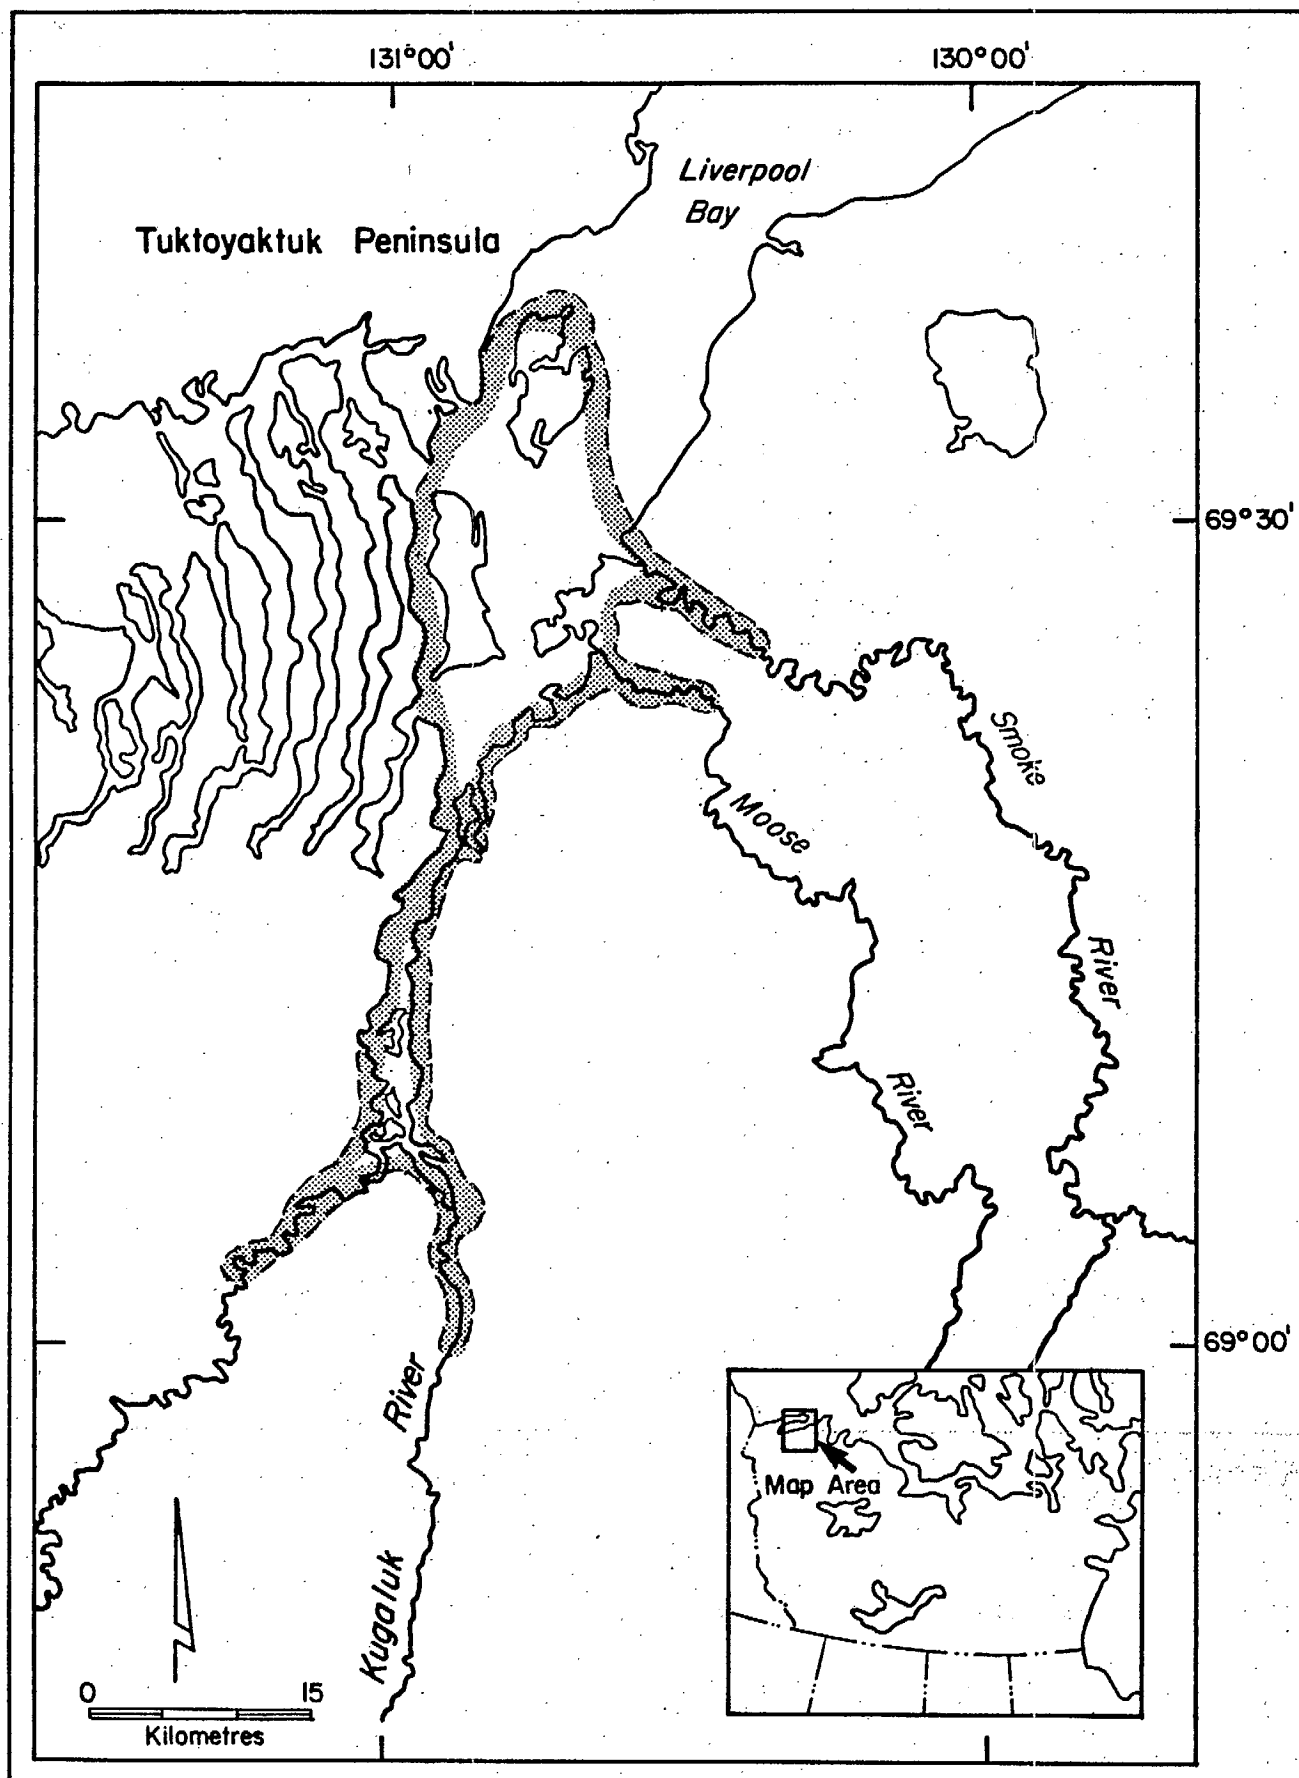 131°00'
130°00'
Liverpool
Bay
Tuktoyaktuk Peninsula
69°30'
Smoke
River
Moose
River
69°00'
River
Kugaluk
Map Area
0 15
Kilometres